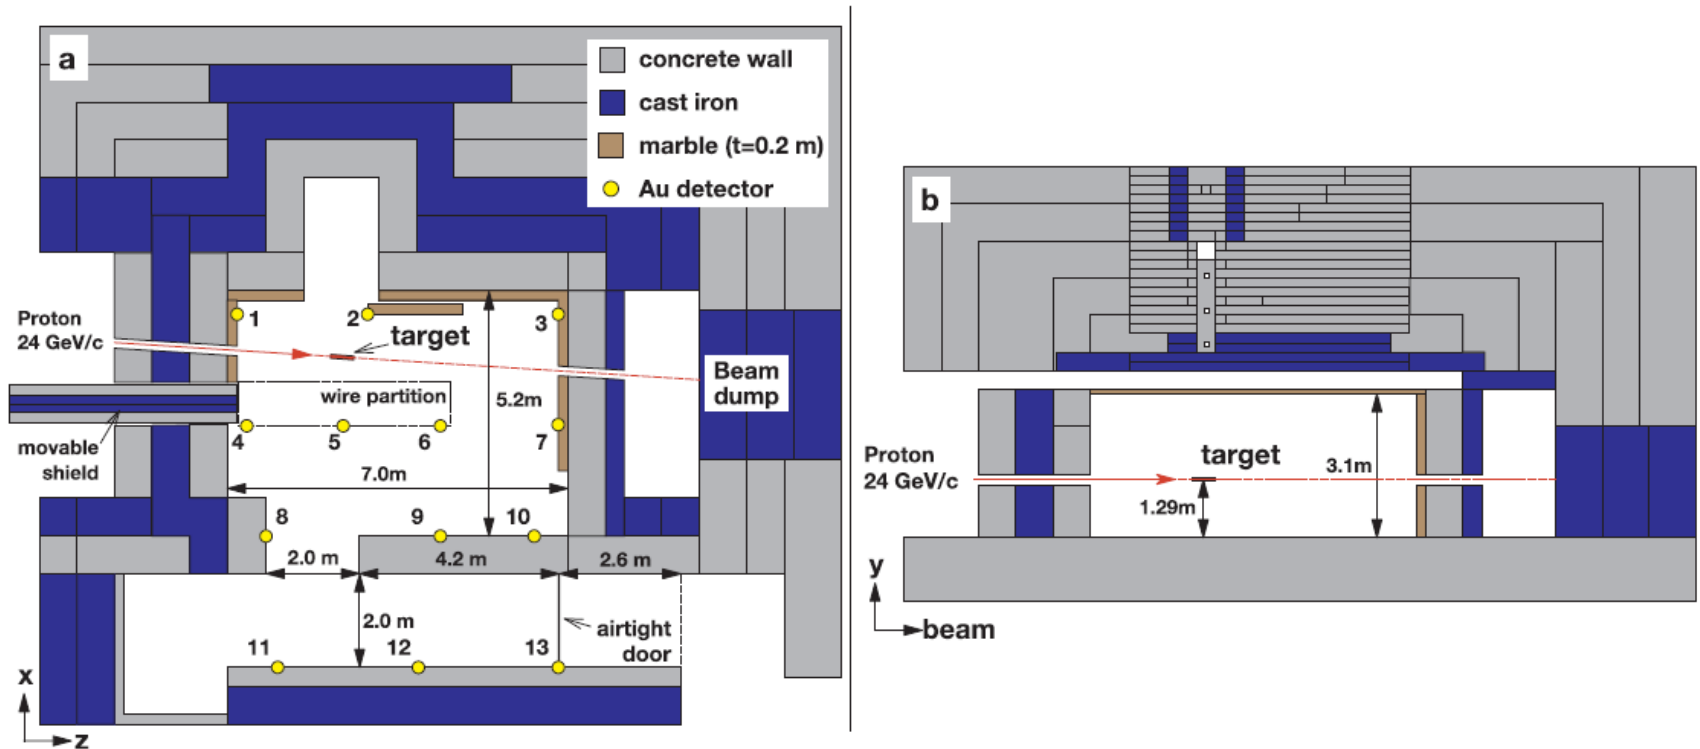 a
concrete wall
cast iron
marble (t=0.2 m)
Au detector
Proton
24 GeV/c
1
2
3
target
Beam
dump
wire partition
5.2m
4
5
6
7
movable
shield
7.0m
8
9
10
2.0 m
4.2 m
2.6 m
2.0 m
airtight
door
11
12
13
x
z
b
Proton
24 GeV/c
target
3.1m
1.29m
y
beam